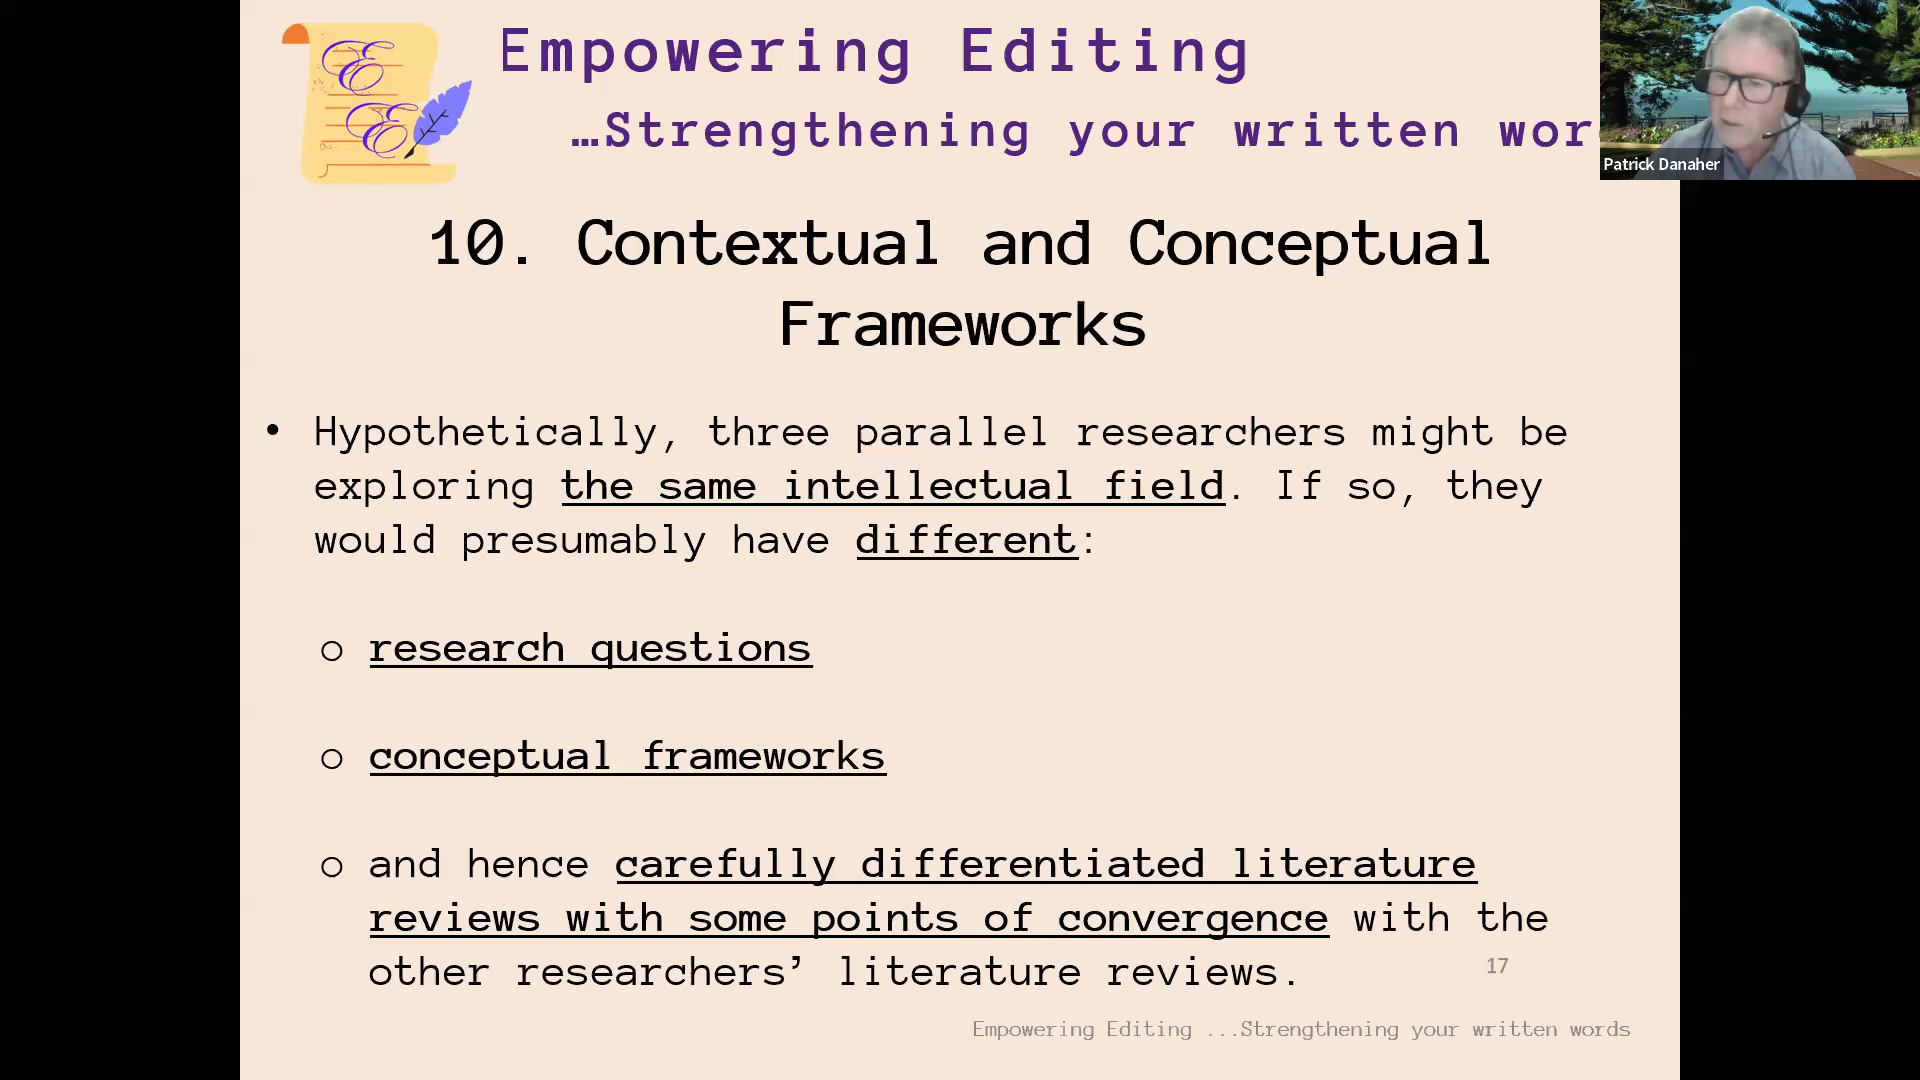 Empowering Editing
…Strengthening your written wor
Patrick Danaher
10. Contextual and Conceptual
Frameworks
• Hypothetically, three parallel researchers might be
exploring the same intellectual field. If so, they
would presumably have different:
o research questions
o conceptual frameworks
o and hence carefully differentiated literature
reviews with some points of convergence with the
other researchers’ literature reviews.
17
Empowering Editing ...Strengthening your written words
EE